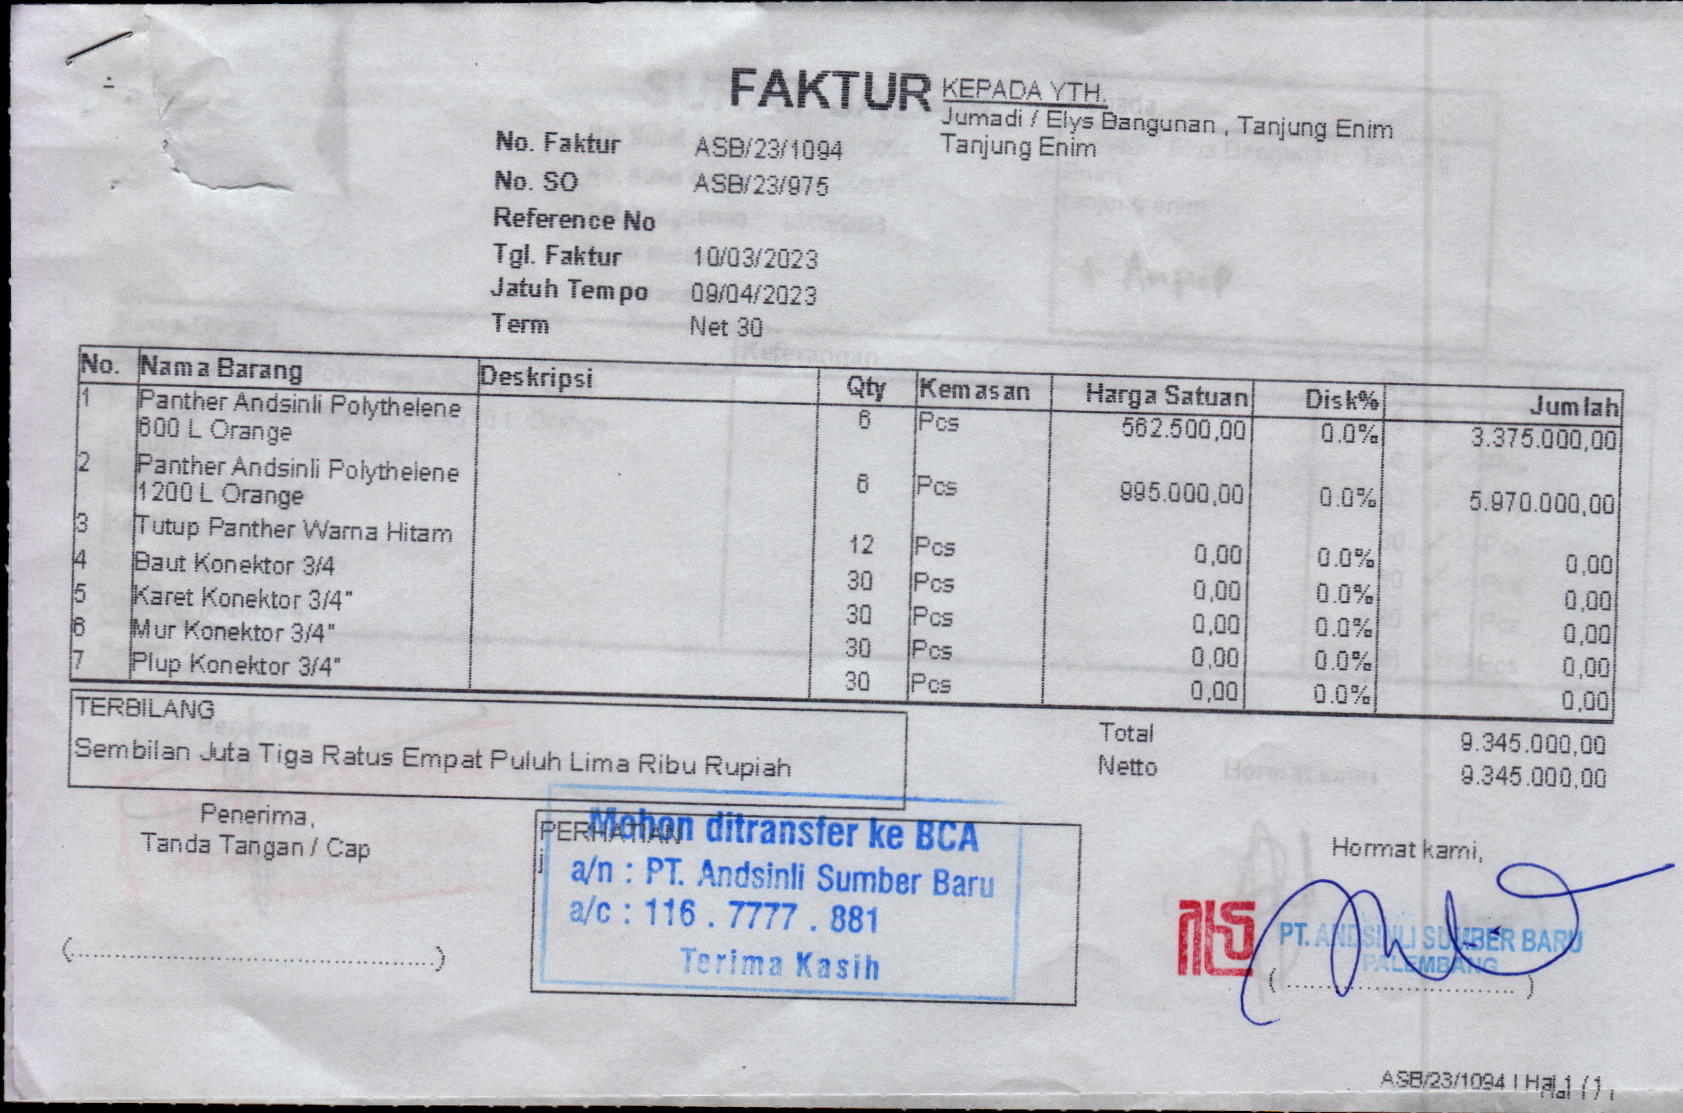 FAKTUR
KEPADA YTH.
Jumadi / Elys Bangunan , Tanjung Enim
Tanjung Enim
No. Faktur ASB/23/1094
No. SO ASB/23/975
Reference No
Tgl. Faktur 10/03/2023
Jatuh Tempo 09/04/2023
Term Net 30
No. Nama Barang Deskripsi Qty Kemasan Harga Satuan Disk% Jumlah
1 Panther Andsinli Polythelene 6 Pcs 562.500,00 0.0% 3.375.000,00
600 L Orange
2 Panther Andsinli Polythelene 6 Pcs 995.000,00 0.0% 5.970.000,00
1200 L Orange
3 Tutup Panther Warna Hitam 12 Pcs 0,00 0.0% 0,00
4 Baut Konektor 3/4 30 Pcs 0,00 0.0% 0,00
5 Karet Konektor 3/4" 30 Pcs 0,00 0.0% 0,00
6 Mur Konektor 3/4" 30 Pcs 0,00 0.0% 0,00
7 Plup Konektor 3/4" 30 Pcs 0,00 0.0% 0,00
TERBILANG
Sembilan Juta Tiga Ratus Empat Puluh Lima Ribu Rupiah
Total 9.345.000,00
Netto 9.345.000,00
Penerima,
Tanda Tangan / Cap
(..................................................)
PERHATIAN
j
Mohon ditransfer ke BCA
a/n : PT. Andsinli Sumber Baru
a/c : 116 . 7777 . 881
Terima Kasih
Hormat kami,
PT. ANDSINLI SUMBER BARU
PALEMBANG
(................................)
ASB/23/1094 | Hal 1 / 1